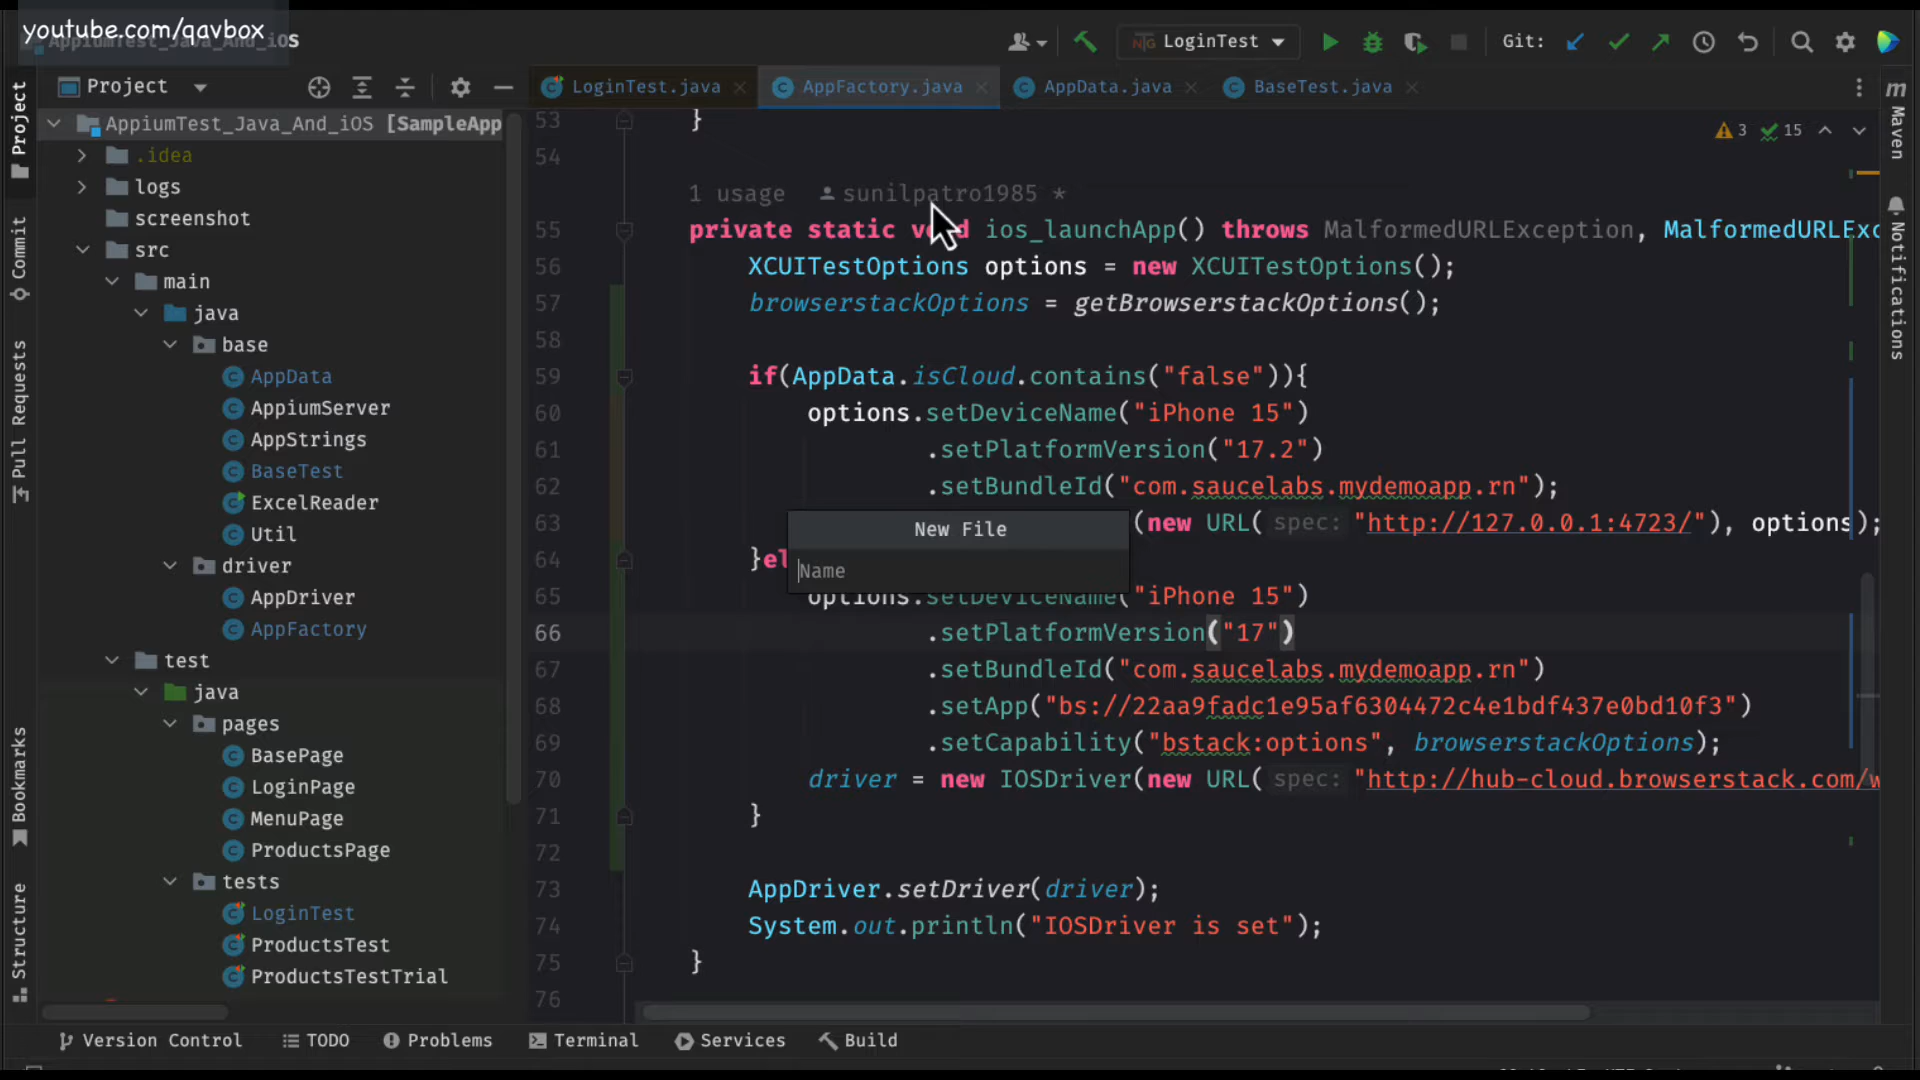 youtube.com/qavbox
AppiumTest_Java_And_iOS
LoginTest
Git:
Project
LoginTest.java
AppFactory.java
AppData.java
BaseTest.java
Project
Commit
Pull Requests
Bookmarks
Structure
AppiumTest_Java_And_iOS [SampleApp
.idea
logs
screenshot
src
main
java
base
AppData
AppiumServer
AppStrings
BaseTest
ExcelReader
Util
driver
AppDriver
AppFactory
test
java
pages
BasePage
LoginPage
MenuPage
ProductsPage
tests
LoginTest
ProductsTest
ProductsTestTrial
3 15
53 }
54
1 usage sunilpatro1985 *
55 private static void ios_launchApp() throws MalformedURLException, MalformedURLExc
56 XCUITestOptions options = new XCUITestOptions();
57 browserstackOptions = getBrowserstackOptions();
58
59 if(AppData.isCloud.contains("false")){
60 options.setDeviceName("iPhone 15")
61 .setPlatformVersion("17.2")
62 .setBundleId("com.saucelabs.mydemoapp.rn");
63 (new URL( spec: "http://127.0.0.1:4723/"), options);
64 }el
65 options.setDeviceName("iPhone 15")
66 .setPlatformVersion("17")
67 .setBundleId("com.saucelabs.mydemoapp.rn")
68 .setApp("bs://22aa9fadc1e95af6304472c4e1bdf437e0bd10f3")
69 .setCapability("bstack:options", browserstackOptions);
70 driver = new IOSDriver(new URL( spec: "http://hub-cloud.browserstack.com/w
71 }
72
73 AppDriver.setDriver(driver);
74 System.out.println("IOSDriver is set");
75 }
76
New File
Name
m
Maven
Notifications
Version Control
TODO
Problems
Terminal
Services
Build